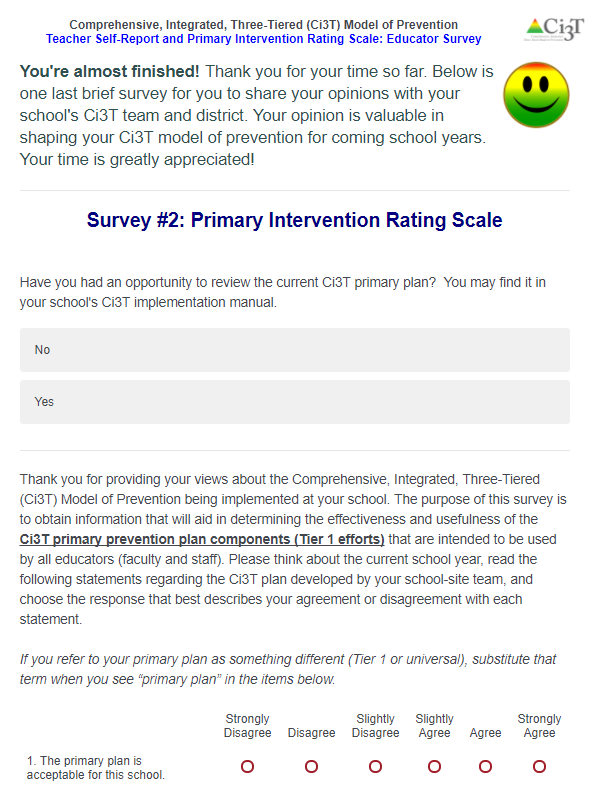 Comprehensive, Integrated, Three-Tiered (Ci3T) Model of Prevention
Teacher Self-Report and Primary Intervention Rating Scale: Educator Survey
Ci3T
You're almost finished! Thank you for your time so far. Below is
one last brief survey for you to share your opinions with your
school's Ci3T team and district. Your opinion is valuable in
shaping your Ci3T model of prevention for coming school years.
Your time is greatly appreciated!
Survey #2: Primary Intervention Rating Scale
Have you had an opportunity to review the current Ci3T primary plan?  You may find it in
your school's Ci3T implementation manual.
No
Yes
Thank you for providing your views about the Comprehensive, Integrated, Three-Tiered
(Ci3T) Model of Prevention being implemented at your school. The purpose of this survey is
to obtain information that will aid in determining the effectiveness and usefulness of the
Ci3T primary prevention plan components (Tier 1 efforts) that are intended to be used
by all educators (faculty and staff). Please think about the current school year, read the
following statements regarding the Ci3T plan developed by your school-site team, and
choose the response that best describes your agreement or disagreement with each
statement.
If you refer to your primary plan as something different (Tier 1 or universal), substitute that
term when you see “primary plan” in the items below.
Strongly Disagree Disagree Slightly Disagree Slightly Agree Agree Strongly Agree
1. The primary plan is
acceptable for this school.